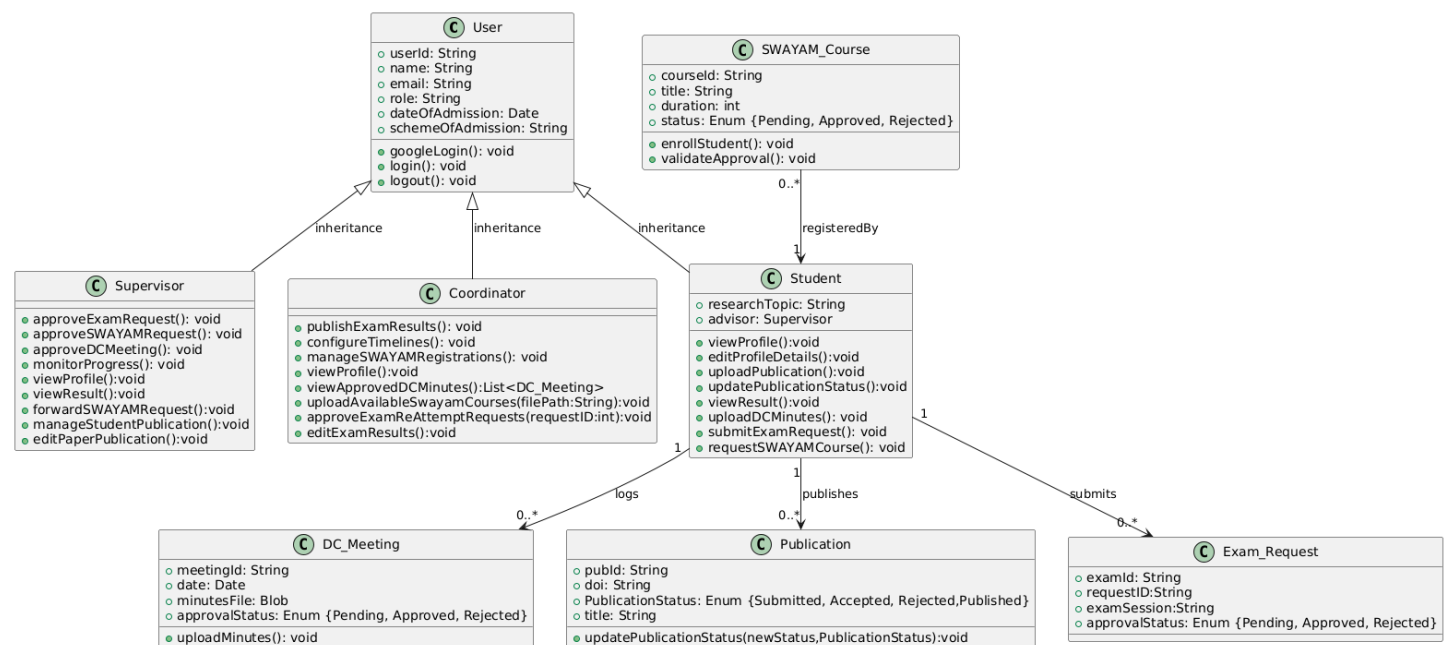 C User
+ userId: String
+ name: String
+ email: String
+ role: String
+ dateOfAdmission: Date
+ schemeOfAdmission: String
+ googleLogin(): void
+ login(): void
+ logout(): void
C SWAYAM_Course
courseId: String
title: String
duration: int
status: Enum {Pending, Approved, Rejected}
enrollStudent(): void
validateApproval(): void
0..*
registeredBy
1
inheritance
inheritance
inheritance
C Supervisor
approveExamRequest(): void
approveSWAYAMRequest(): void
approveDCMeeting(): void
monitorProgress(): void
viewProfile():void
viewResult():void
forwardSWAYAMRequest():void
manageStudentPublication():void
editPaperPublication():void
C Coordinator
publishExamResults(): void
configureTimelines(): void
manageSWAYAMRegistrations(): void
viewProfile():void
viewApprovedDCMinutes():List<DC_Meeting>
uploadAvailableSwayamCourses(filePath:String):void
approveExamReAttemptRequests(requestID:int):void
editExamResults():void
C Student
researchTopic: String
advisor: Supervisor
viewProfile():void
editProfileDetails():void
uploadPublication():void
updatePublicationStatus():void
viewResult():void
uploadDCMinutes(): void
submitExamRequest(): void
requestSWAYAMCourse(): void
1
logs
0..*
1
publishes
0..*
1
submits
0..*
C DC_Meeting
meetingId: String
date: Date
minutesFile: Blob
approvalStatus: Enum {Pending, Approved, Rejected}
uploadMinutes(): void
C Publication
pubId: String
doi: String
PublicationStatus: Enum {Submitted, Accepted, Rejected,Published}
title: String
updatePublicationStatus(newStatus,PublicationStatus):void
C Exam_Request
examId: String
requestID:String
examSession:String
approvalStatus: Enum {Pending, Approved, Rejected}